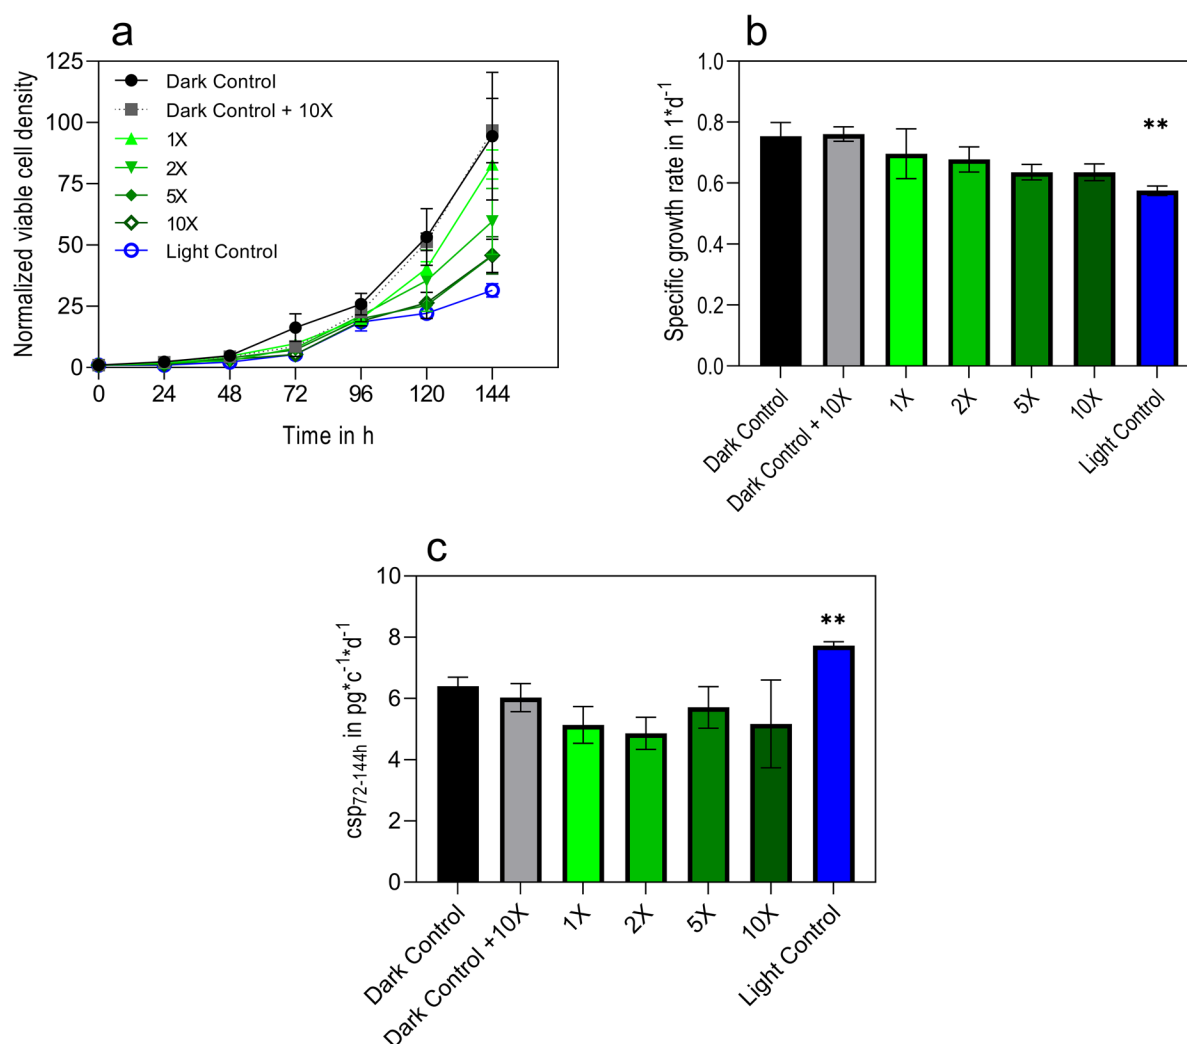 a
Normalized viable cell density
125
100
75
50
25
0
Dark Control
Dark Control + 10X
1X
2X
5X
10X
Light Control
0 24 48 72 96 120 144
Time in h
b
Specific growth rate in 1*d-1
1.0
0.8
0.6
0.4
0.2
0.0
**
Dark Control
Dark Control + 10X
1X
2X
5X
10X
Light Control
c
csp72-144h in pg*c-1*d-1
10
8
6
4
2
0
**
Dark Control
Dark Control +10X
1X
2X
5X
10X
Light Control